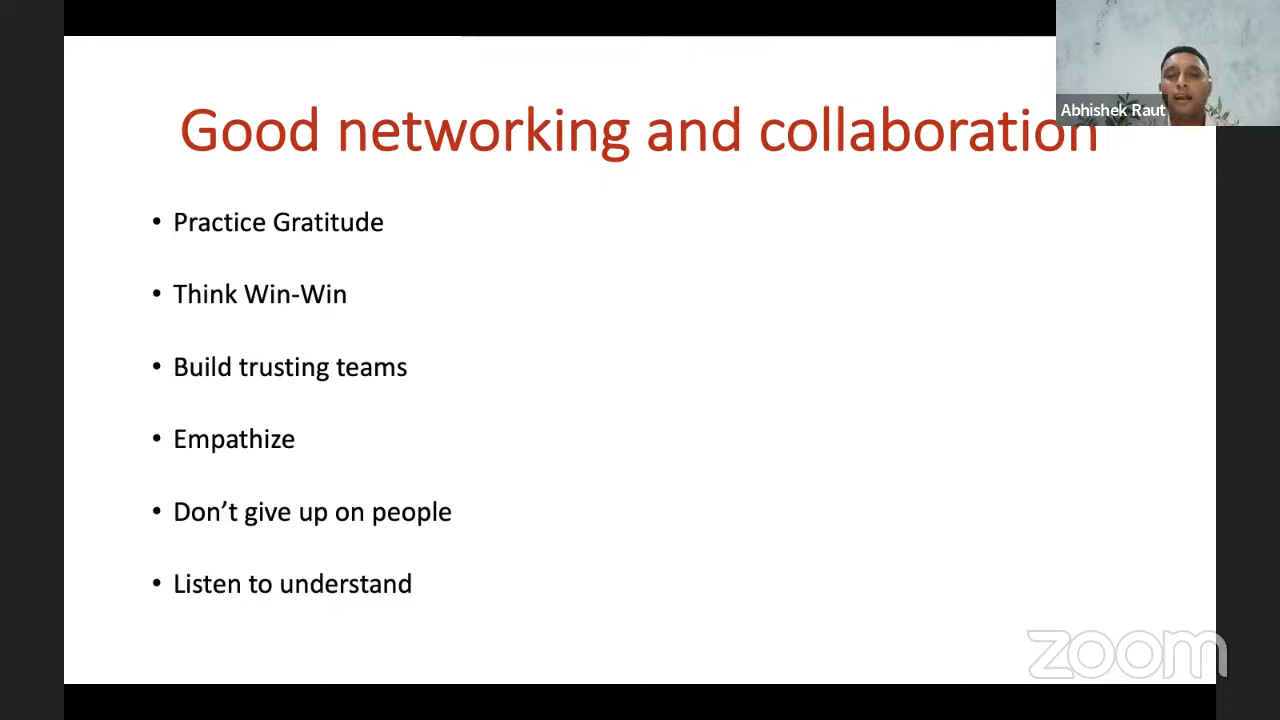 Good networking and collaboration
Abhishek Raut
• Practice Gratitude
• Think Win-Win
• Build trusting teams
• Empathize
• Don’t give up on people
• Listen to understand
zoom